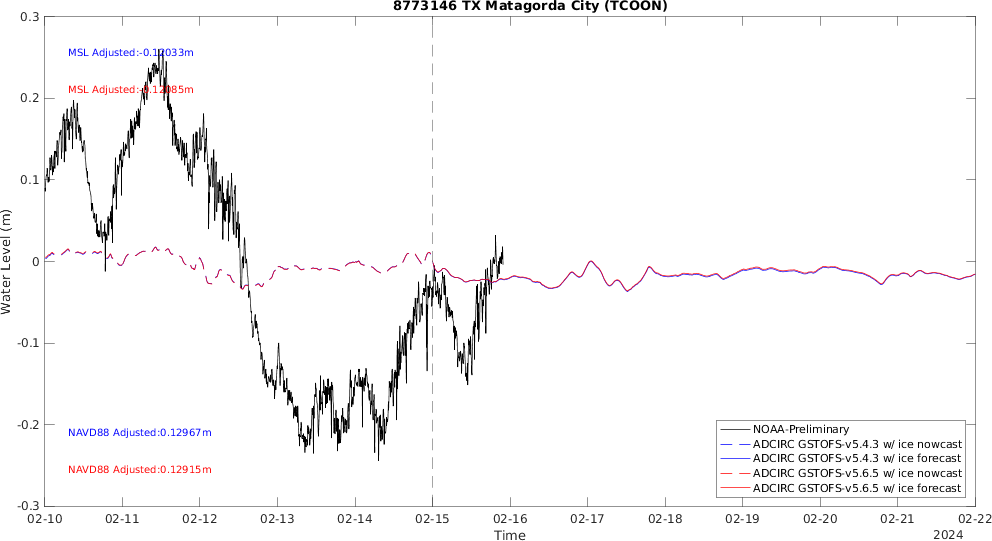 8773146 TX Matagorda City (TCOON)
0.3
0.2
0.1
0
-0.1
-0.2
-0.3
Water Level (m)
MSL Adjusted:-0.12033m
MSL Adjusted:-0.12085m
NAVD88 Adjusted:0.12967m
NAVD88 Adjusted:0.12915m
NOAA-Preliminary
ADCIRC GSTOFS-v5.4.3 w/ ice nowcast
ADCIRC GSTOFS-v5.4.3 w/ ice forecast
ADCIRC GSTOFS-v5.6.5 w/ ice nowcast
ADCIRC GSTOFS-v5.6.5 w/ ice forecast
02-10 02-11 02-12 02-13 02-14 02-15 02-16 02-17 02-18 02-19 02-20 02-21 02-22
Time
2024